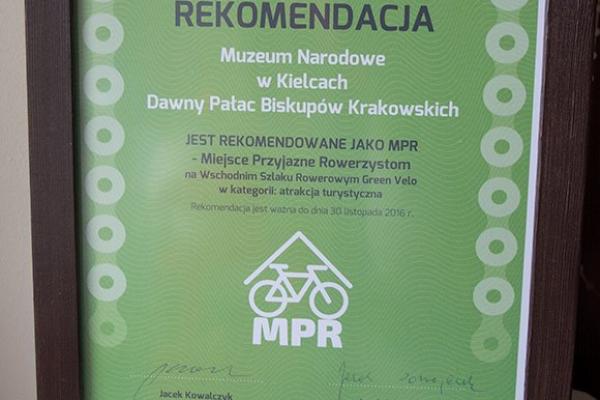 REKOMENDACJA
Muzeum Narodowe
w Kielcach
Dawny Pałac Biskupów Krakowskich
JEST REKOMENDOWANE JAKO MPR
- Miejsce Przyjazne Rowerzystom
na Wschodnim Szlaku Rowerowym Green Velo
w kategorii: atrakcja turystyczna
Rekomendacja jest ważna do dnia 30 listopada 2016 r.
MPR
Jacek Kowalczyk